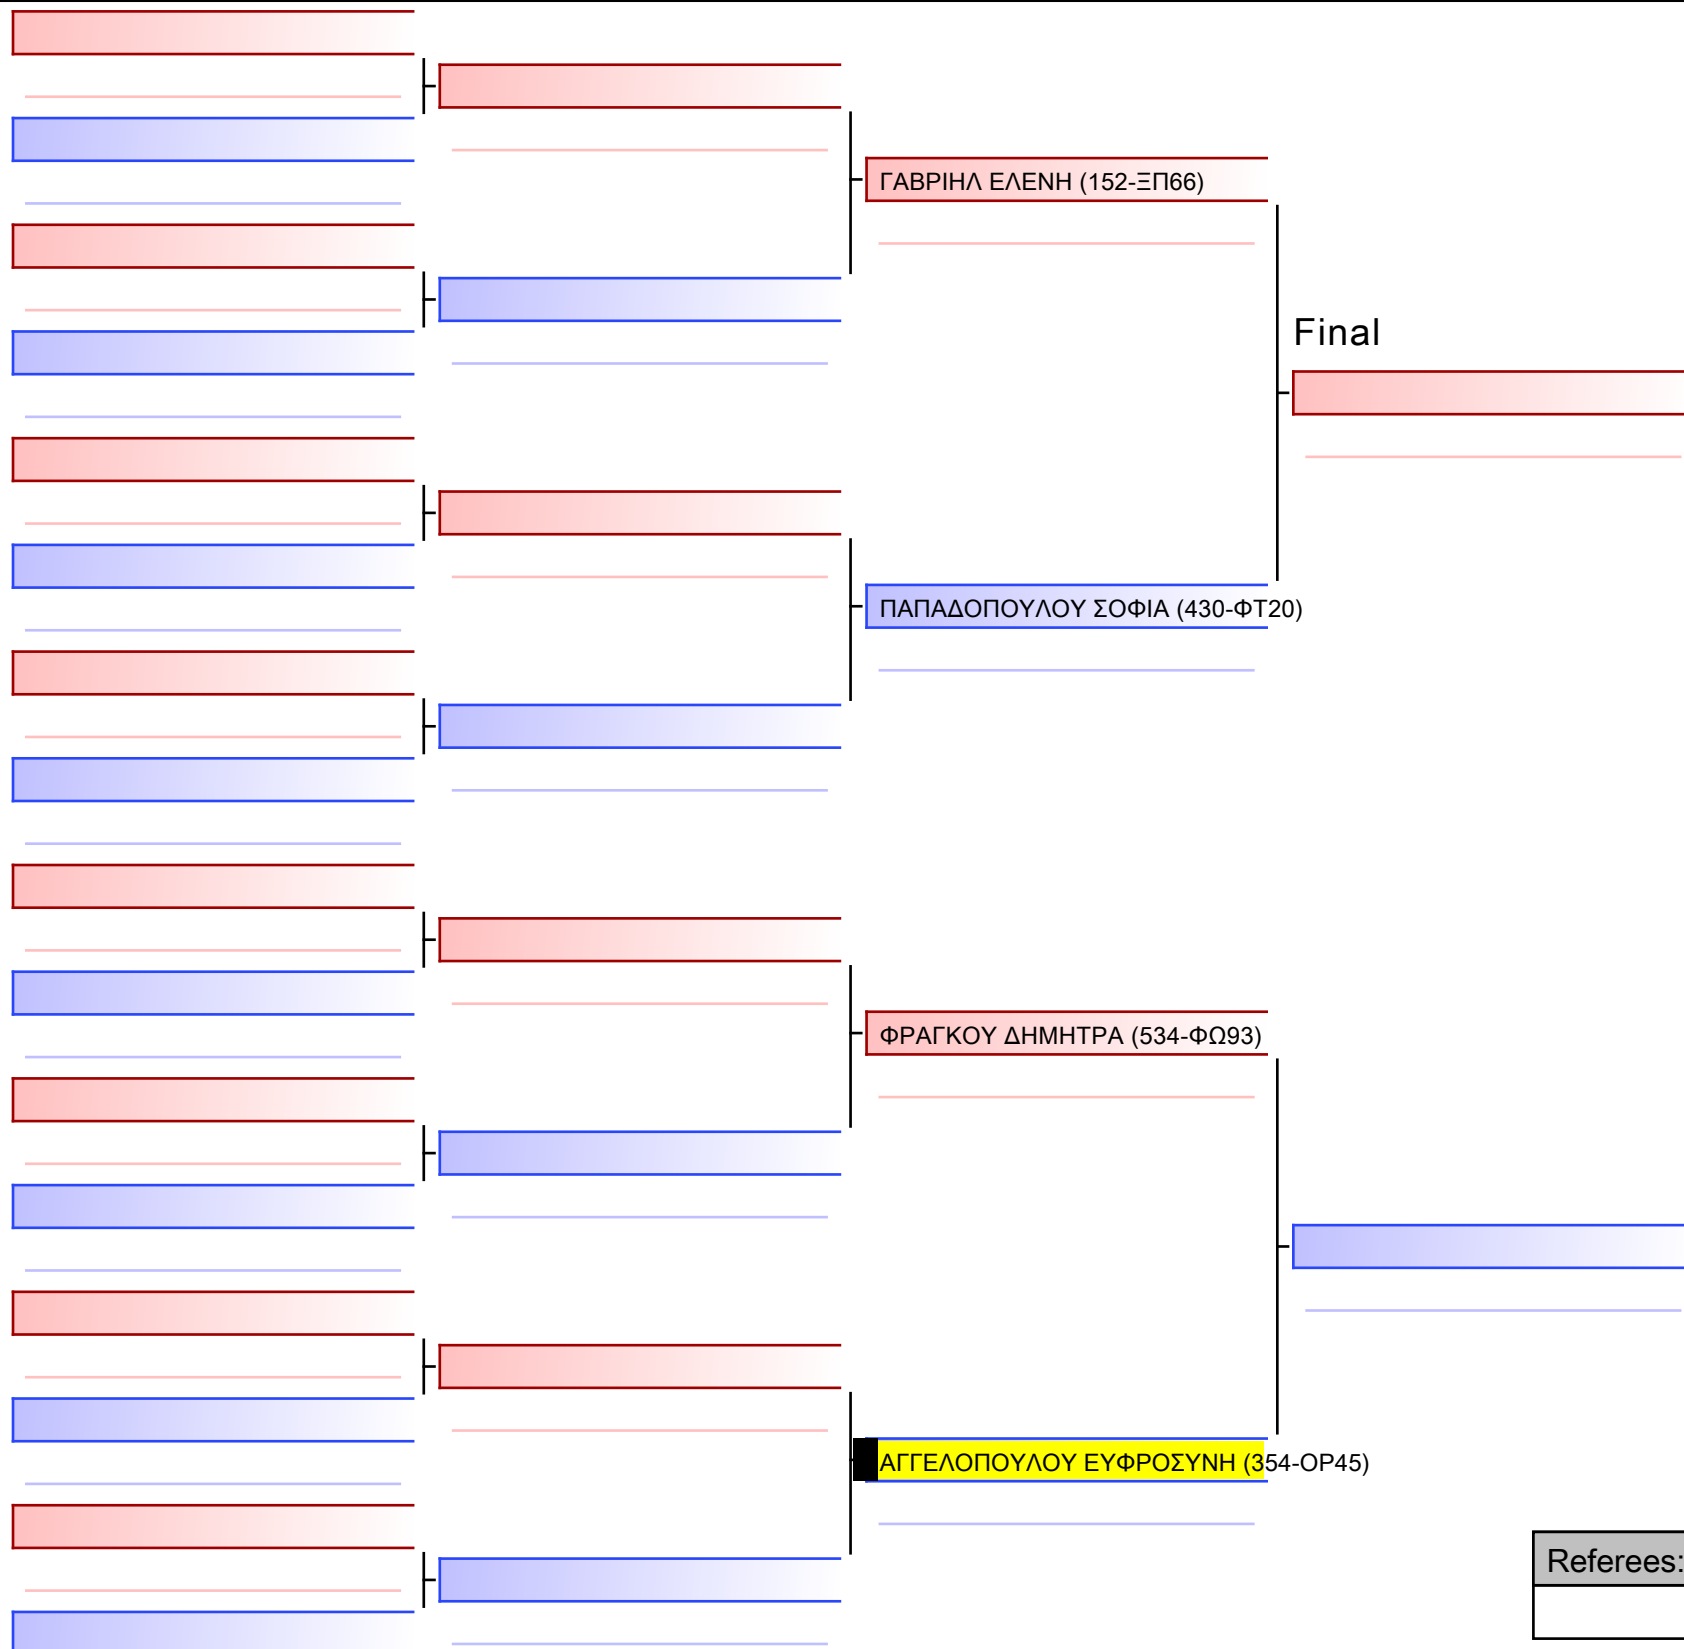 ΓΑΒΡΙΗΛ ΕΛΕΝΗ (152-ΞΠ66)
Final
ΠΑΠΑΔΟΠΟΥΛΟΥ ΣΟΦΙΑ (430-ΦΤ20)
ΦΡΑΓΚΟΥ ΔΗΜΗΤΡΑ (534-ΦΩ93)
ΑΓΓΕΛΟΠΟΥΛΟΥ ΕΥΦΡΟΣΥΝΗ (354-ΟΡ45)
Referees: